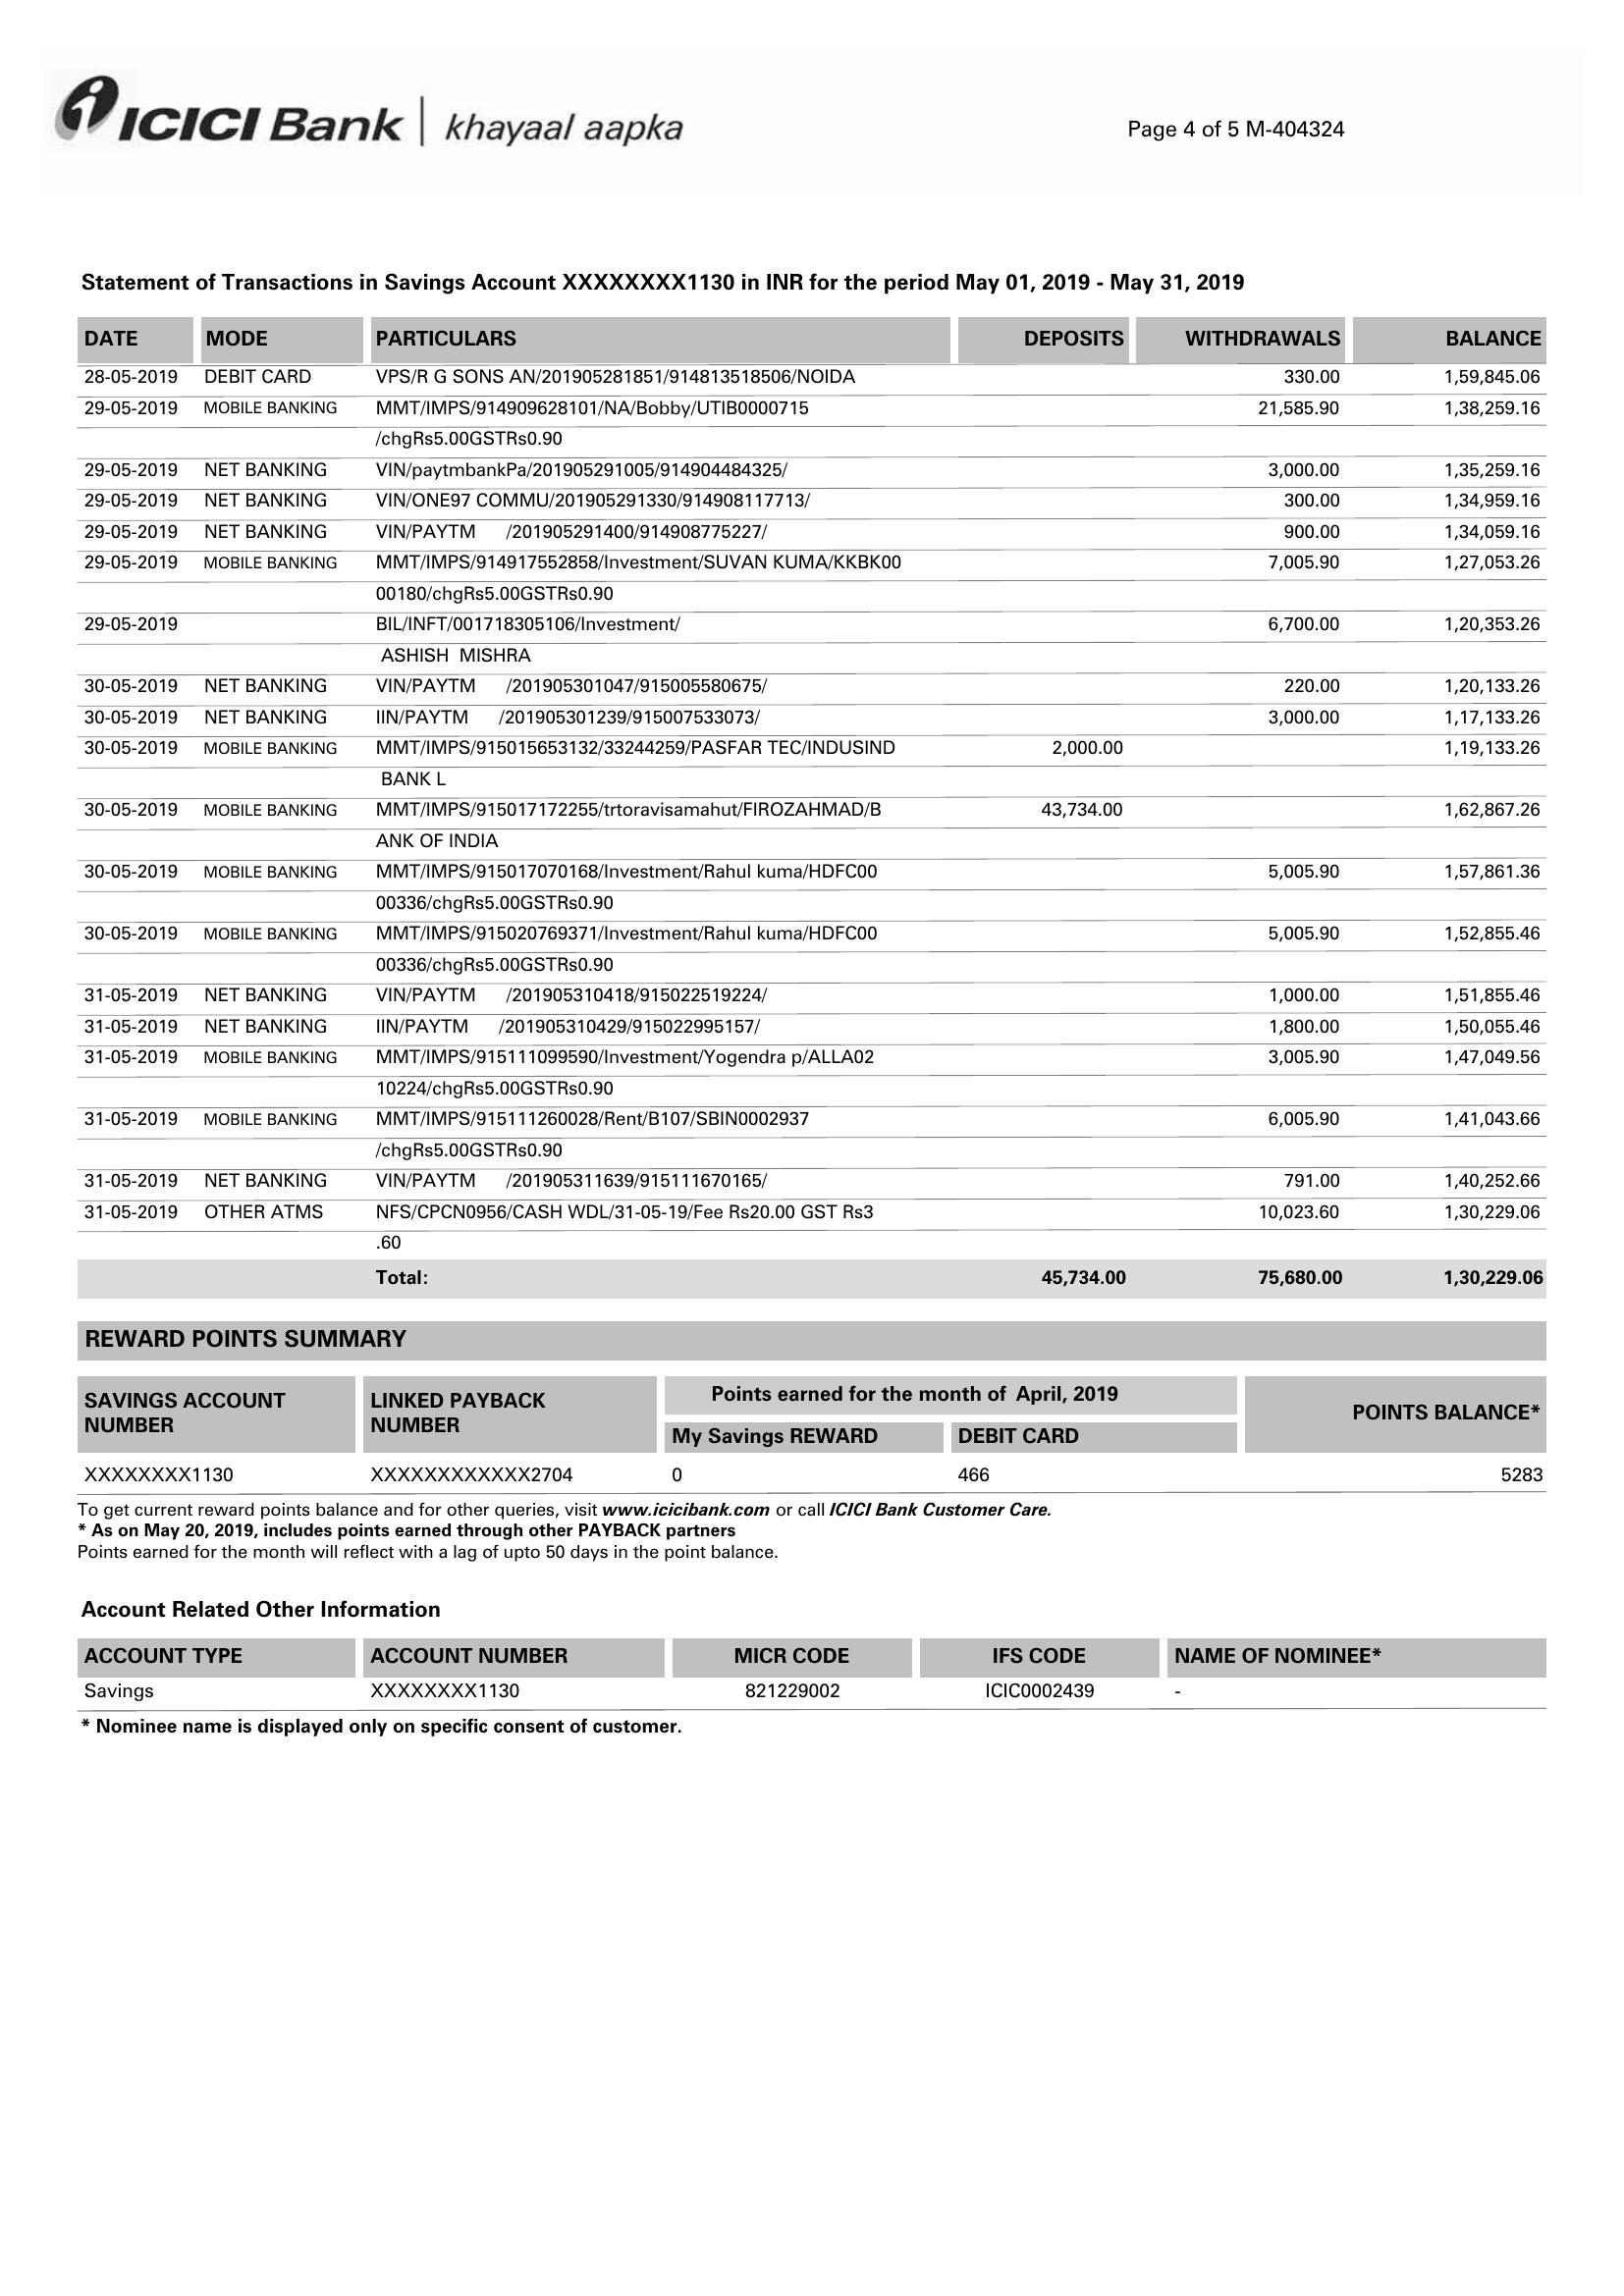 ICICI Bank | khayaal aapka
Page 4 of 5 M-404324
Statement of Transactions in Savings Account XXXXXXXX1130 in INR for the period May 01, 2019 - May 31, 2019
DATE MODE PARTICULARS DEPOSITS WITHDRAWALS BALANCE
28-05-2019 DEBIT CARD VPS/R G SONS AN/201905281851/914813518506/NOIDA 330.00 1,59,845.06
29-05-2019 MOBILE BANKING MMT/IMPS/914909628101/NA/Bobby/UTIB0000715 21,585.90 1,38,259.16
/chgRs5.00GSTRs0.90
29-05-2019 NET BANKING VIN/paytmbankPa/201905291005/914904484325/ 3,000.00 1,35,259.16
29-05-2019 NET BANKING VIN/ONE97 COMMU/201905291330/914908117713/ 300.00 1,34,959.16
29-05-2019 NET BANKING VIN/PAYTM /201905291400/914908775227/ 900.00 1,34,059.16
29-05-2019 MOBILE BANKING MMT/IMPS/914917552858/Investment/SUVAN KUMA/KKBK00 7,005.90 1,27,053.26
00180/chgRs5.00GSTRs0.90
29-05-2019 BIL/INFT/001718305106/Investment/ 6,700.00 1,20,353.26
ASHISH MISHRA
30-05-2019 NET BANKING VIN/PAYTM /201905301047/915005580675/ 220.00 1,20,133.26
30-05-2019 NET BANKING IIN/PAYTM /201905301239/915007533073/ 3,000.00 1,17,133.26
30-05-2019 MOBILE BANKING MMT/IMPS/915015653132/33244259/PASFAR TEC/INDUSIND 2,000.00 1,19,133.26
BANK L
30-05-2019 MOBILE BANKING MMT/IMPS/915017172255/trtoravisamahut/FIROZAHMAD/B 43,734.00 1,62,867.26
ANK OF INDIA
30-05-2019 MOBILE BANKING MMT/IMPS/915017070168/Investment/Rahul kuma/HDFC00 5,005.90 1,57,861.36
00336/chgRs5.00GSTRs0.90
30-05-2019 MOBILE BANKING MMT/IMPS/915020769371/Investment/Rahul kuma/HDFC00 5,005.90 1,52,855.46
00336/chgRs5.00GSTRs0.90
31-05-2019 NET BANKING VIN/PAYTM /201905310418/915022519224/ 1,000.00 1,51,855.46
31-05-2019 NET BANKING IIN/PAYTM /201905310429/915022995157/ 1,800.00 1,50,055.46
31-05-2019 MOBILE BANKING MMT/IMPS/915111099590/Investment/Yogendra p/ALLA02 3,005.90 1,47,049.56
10224/chgRs5.00GSTRs0.90
31-05-2019 MOBILE BANKING MMT/IMPS/915111260028/Rent/B107/SBIN0002937 6,005.90 1,41,043.66
/chgRs5.00GSTRs0.90
31-05-2019 NET BANKING VIN/PAYTM /201905311639/915111670165/ 791.00 1,40,252.66
31-05-2019 OTHER ATMS NFS/CPCN0956/CASH WDL/31-05-19/Fee Rs20.00 GST Rs3 10,023.60 1,30,229.06
.60
Total: 45,734.00 75,680.00 1,30,229.06
REWARD POINTS SUMMARY
SAVINGS ACCOUNT NUMBER LINKED PAYBACK NUMBER Points earned for the month of April, 2019 POINTS BALANCE*
My Savings REWARD DEBIT CARD
XXXXXXXX1130 XXXXXXXXXXXX2704 0 466 5283
To get current reward points balance and for other queries, visit www.icicibank.com or call ICICI Bank Customer Care.
* As on May 20, 2019, includes points earned through other PAYBACK partners
Points earned for the month will reflect with a lag of upto 50 days in the point balance.
Account Related Other Information
ACCOUNT TYPE ACCOUNT NUMBER MICR CODE IFS CODE NAME OF NOMINEE*
Savings XXXXXXXX1130 821229002 ICIC0002439 -
* Nominee name is displayed only on specific consent of customer.